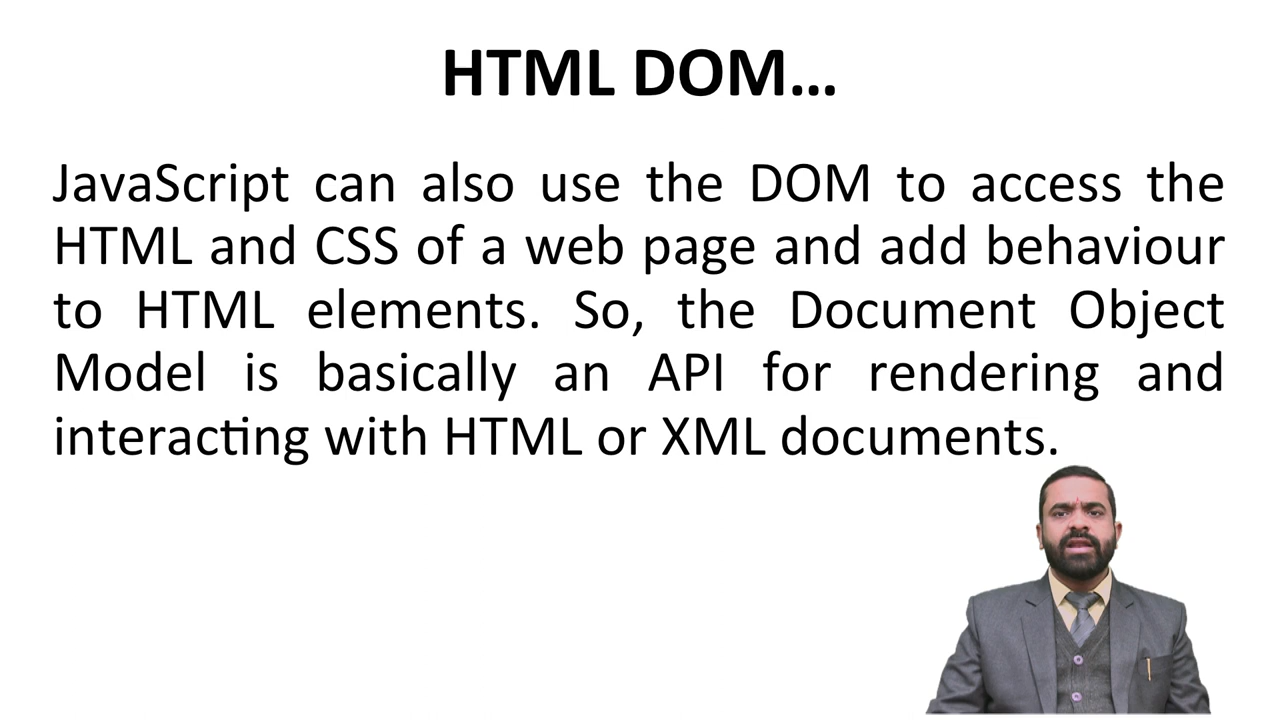 HTML DOM...
JavaScript can also use the DOM to access the
HTML and CSS of a web page and add behaviour
to HTML elements. So, the Document Object
Model is basically an API for rendering and
interacting with HTML or XML documents.